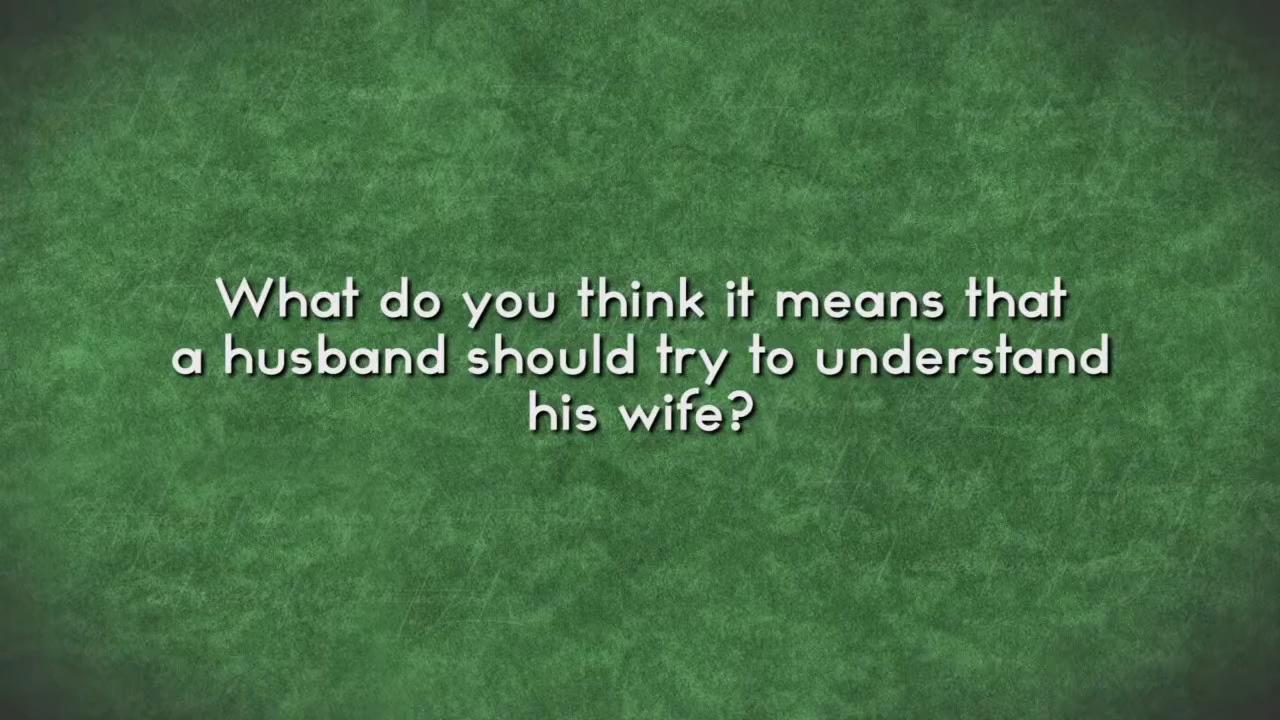 What do you think it means that
a husband should try to understand
his wife?